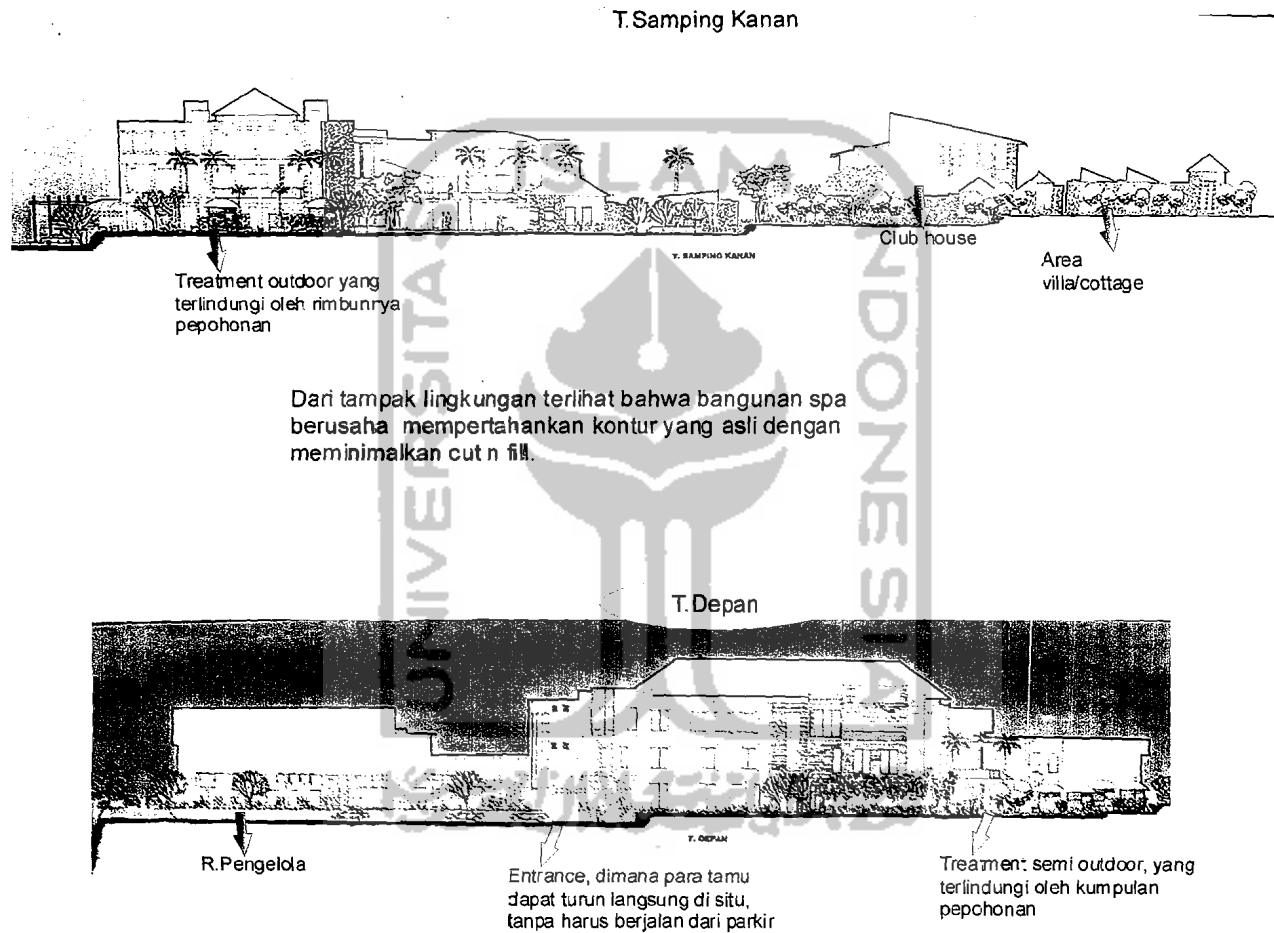 T. Samping Kanan
Club house
T. SAMPING KANAN
Area
villa/cottage
Treatment outdoor yang
terlindungi oleh rimbunnya
pepohonan
Dari tampak lingkungan terlihat bahwa bangunan spa
berusaha mempertahankan kontur yang asli dengan
meminimalkan cut n fill.
T. Depan
T. DEPAN
R.Pengelola
Entrance, dimana para tamu
dapat turun langsung di situ,
tanpa harus berjalan dari parkir
Treatment semi outdoor, yang
terlindungi oleh kumpulan
pepohonan
UNIVERSITAS
ISLAM
INDONESIA